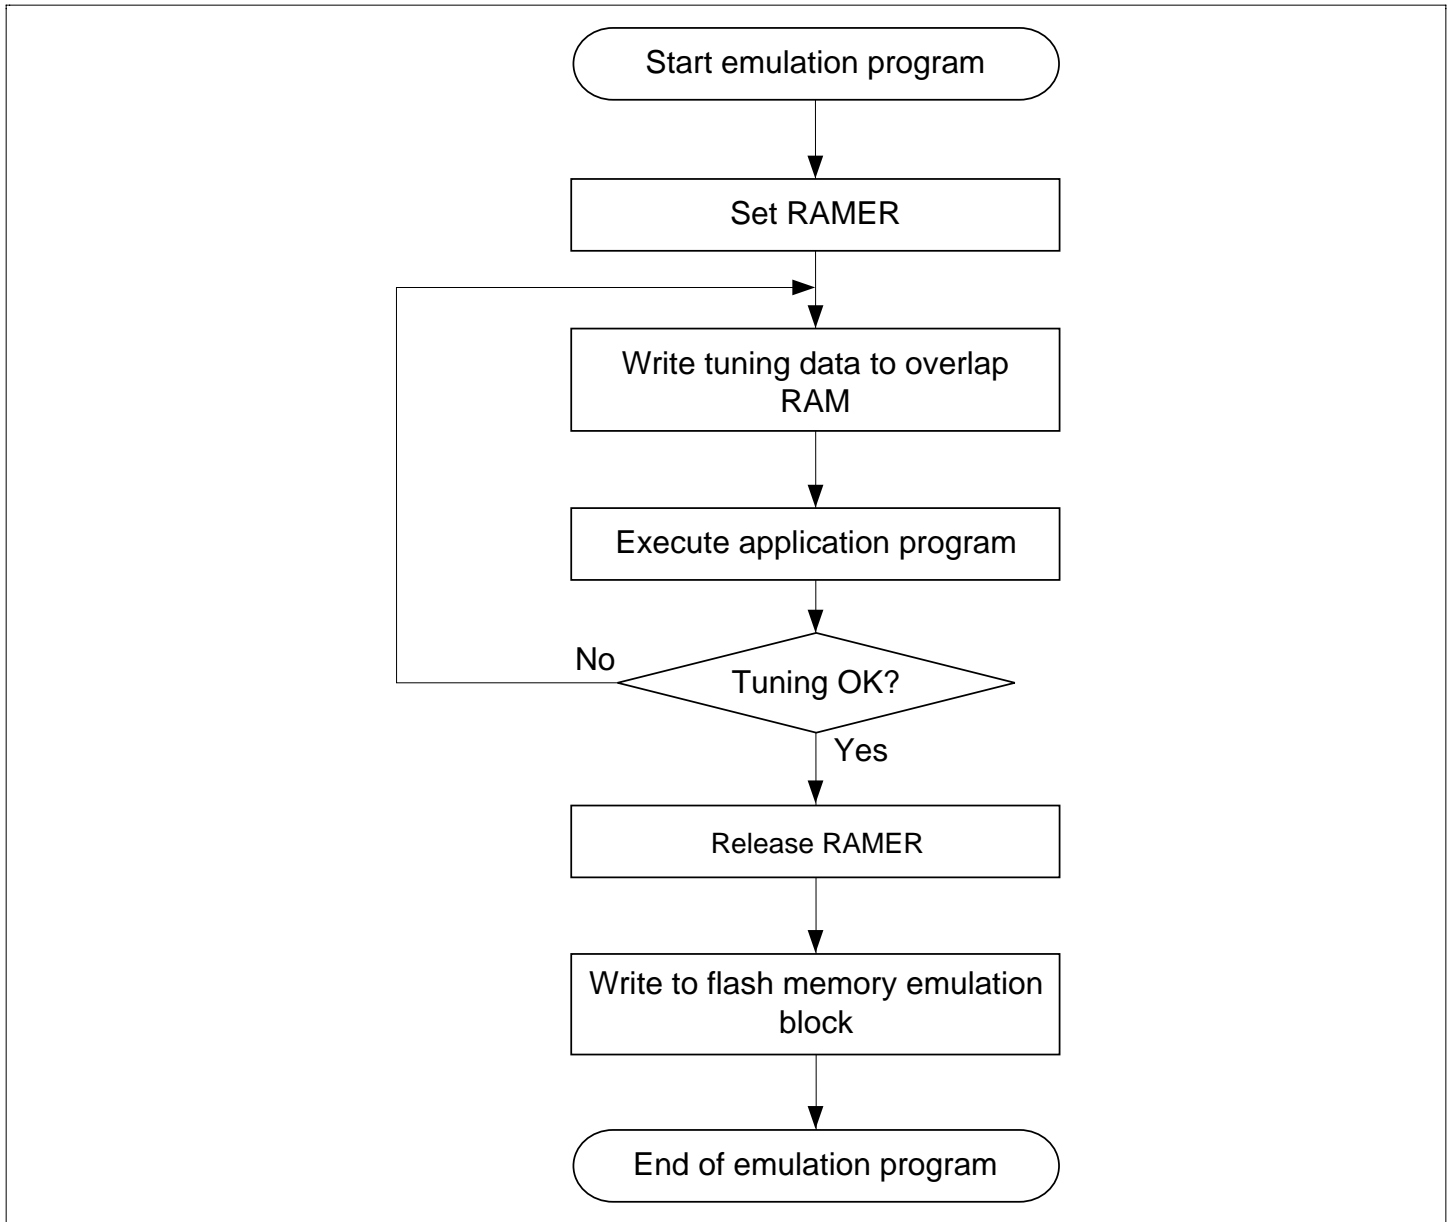 Start emulation program
Set RAMER
Write tuning data to overlap
RAM
Execute application program
No
Tuning OK?
Yes
Release RAMER
Write to flash memory emulation
block
End of emulation program